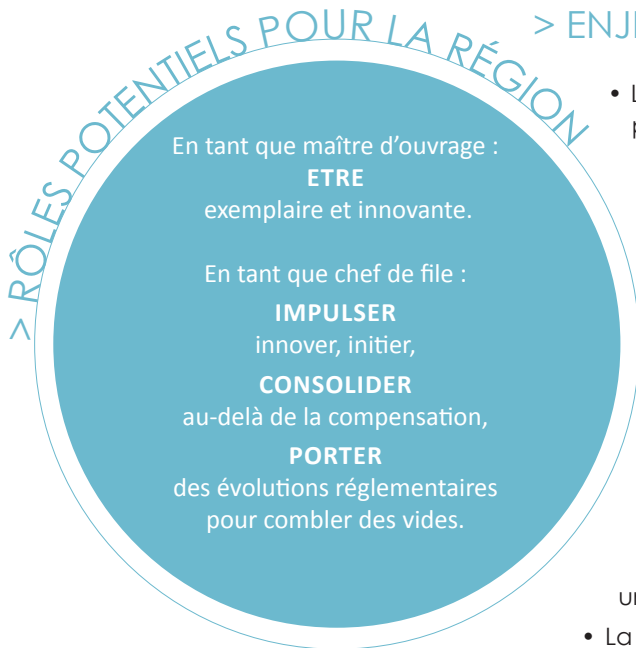 > RÔLES POTENTIELS POUR LA RÉGION
En tant que maître d’ouvrage :
ETRE
exemplaire et innovante.
En tant que chef de file :
IMPULSER
innover, initier,
CONSOLIDER
au-delà de la compensation,
PORTER
des évolutions réglementaires
pour combler des vides.
>
•
• La